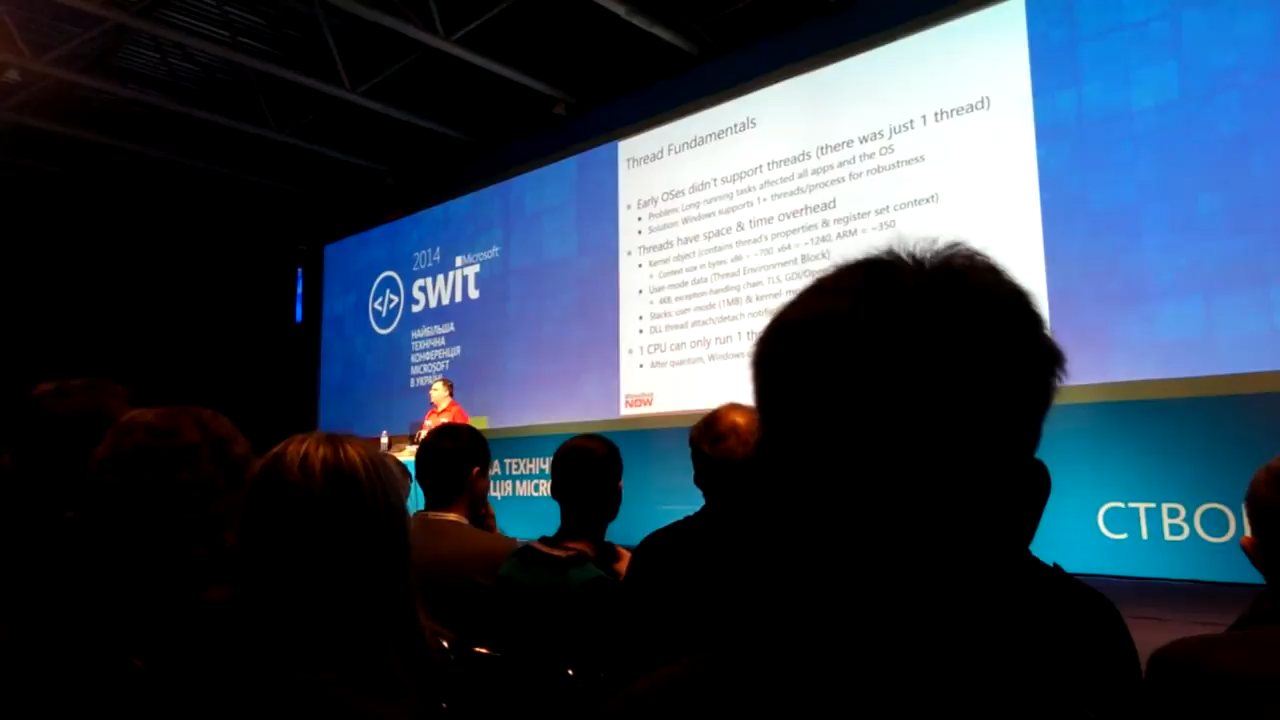 2014
Microsoft
</>
swit
НАЙБІЛЬША
ТЕХНІЧНА
КОНФЕРЕНЦІЯ
MICROSOFT
В УКРАЇНІ
Thread Fundamentals
Early OSes didn't support threads (there was just 1 thread)
Problem: Long-running tasks affected all apps and the OS
Solution: Windows supports 1+ threads/process for robustness
Threads have space & time overhead
Kernel object (contains thread's properties & register set context)
Context size in bytes: x86 = ~700, x64 = ~1240, ARM = ~350
User-mode data (Thread Environment Block)
4KB, exception-handling chain, TLS, GDI/Open
Stacks: user-mode (1MB) & kernel-mo
DLL thread attach/detach notific
1 CPU can only run 1 th
After quantum, Windows
NOW
А ТЕХНІЧ
ЦІЯ MICRO
СТВО